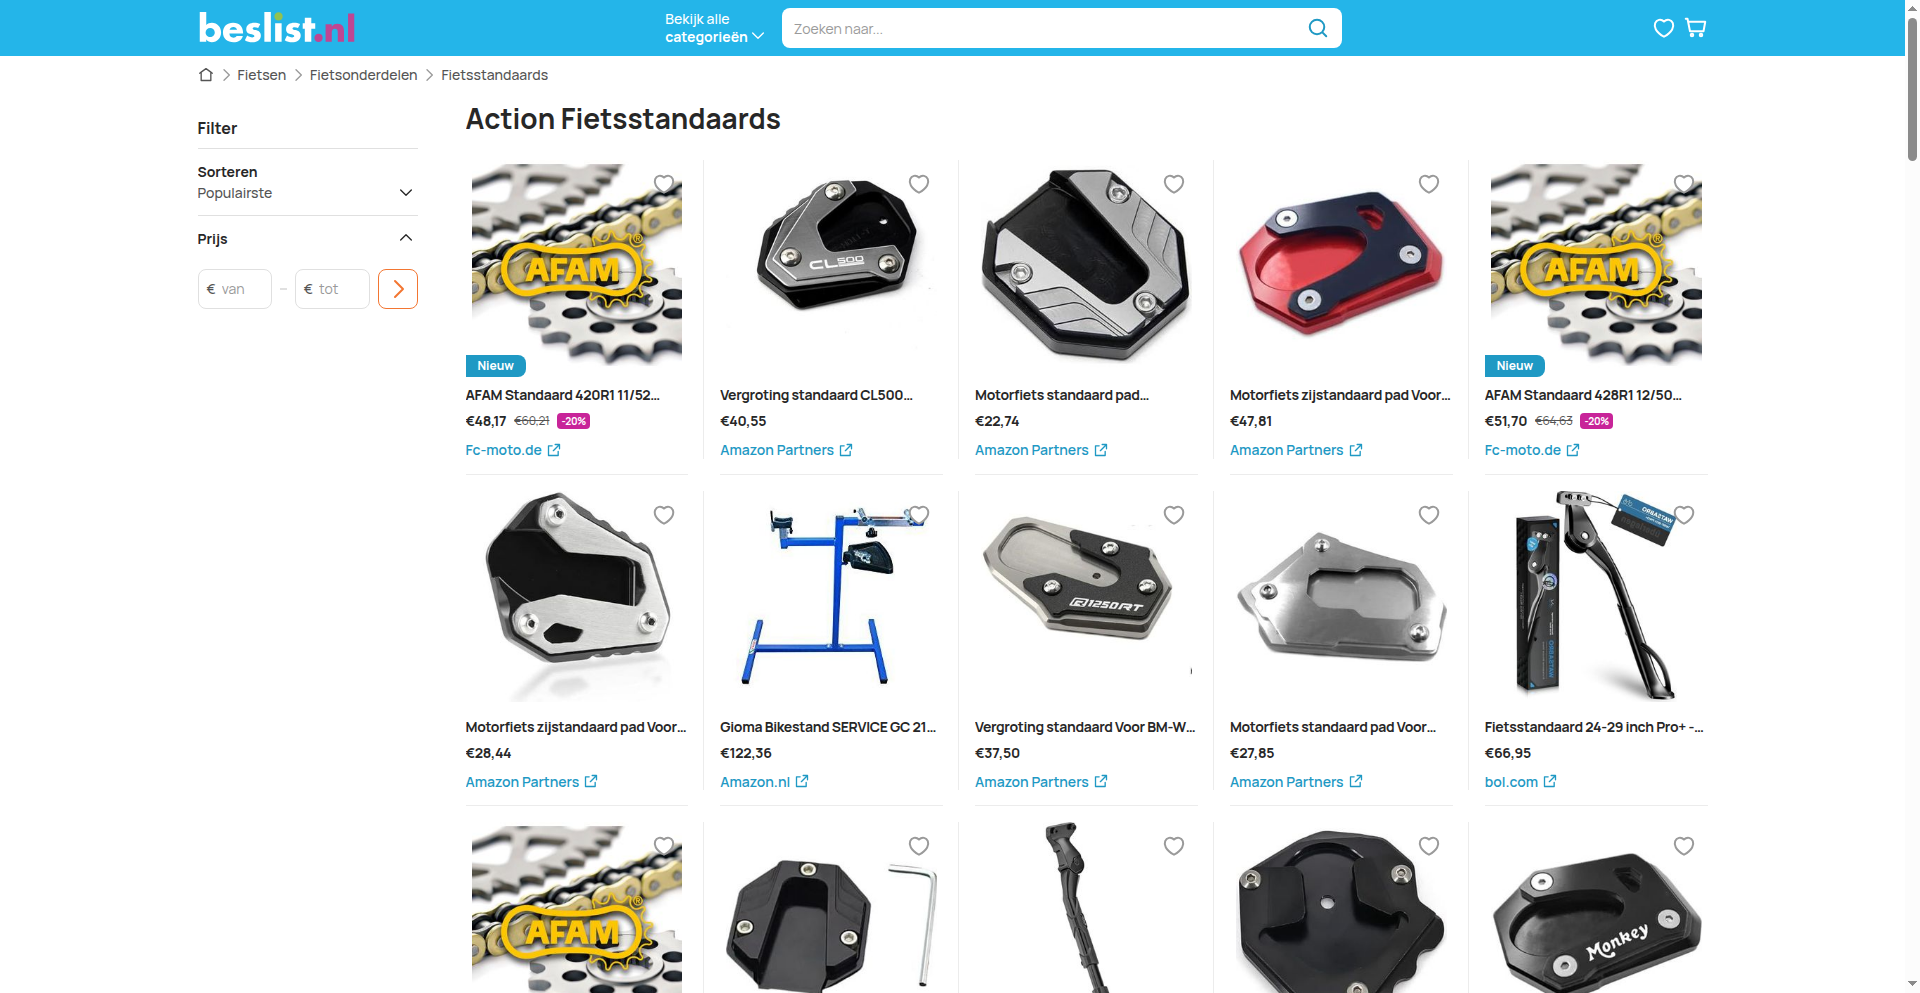 beslist.nl
Bekijk alle
categorieën
Zoeken naar...
Fietsen
Fietsonderdelen
Fietsstandaards
Filter
Sorteren
Populairste
Prijs
€ van
–
€ tot
Action Fietsstandaards
AFAM
Nieuw
AFAM Standaard 420R1 11/52...
€48,17 €60,21 -20%
Fc-moto.de
CL500
Vergroting standaard CL500...
€40,55
Amazon Partners
Motorfiets standaard pad...
€22,74
Amazon Partners
Motorfiets zijstandaard pad Voor...
€47,81
Amazon Partners
AFAM
Nieuw
AFAM Standaard 428R1 12/50...
€51,70 €64,63 -20%
Fc-moto.de
Motorfiets zijstandaard pad Voor...
€28,44
Amazon Partners
Gioma Bikestand SERVICE GC 21...
€122,36
Amazon.nl
R1250RT
Vergroting standaard Voor BM-W...
€37,50
Amazon Partners
Motorfiets standaard pad Voor...
€27,85
Amazon Partners
Fietsstandaard 24-29 inch Pro+ -...
€66,95
bol.com
AFAM
Monkey